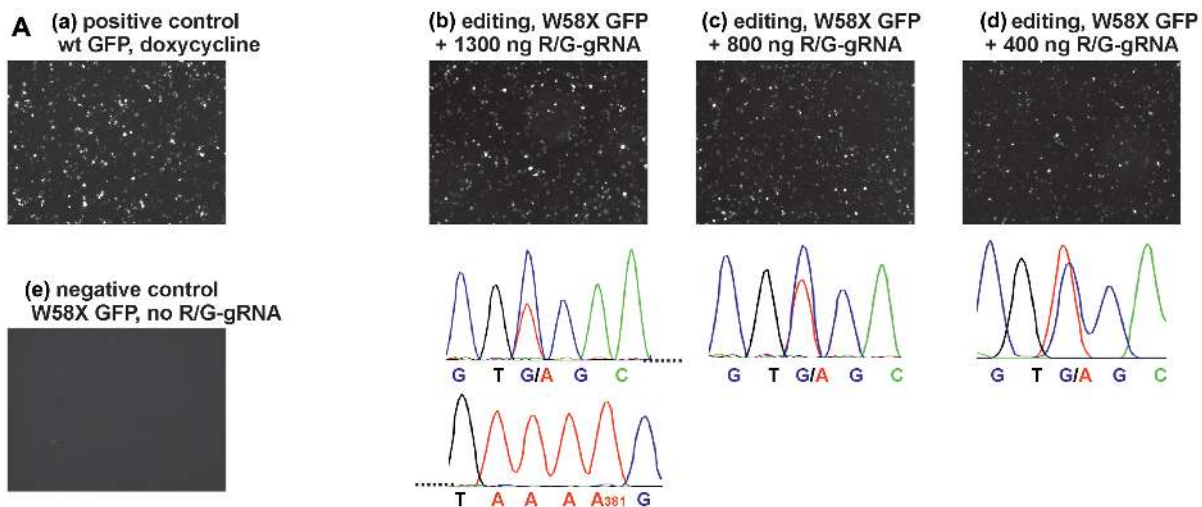 A
(a) positive control
wt GFP, doxycycline
(b) editing, W58X GFP
+ 1300 ng R/G-gRNA
(c) editing, W58X GFP
+ 800 ng R/G-gRNA
(d) editing, W58X GFP
+ 400 ng R/G-gRNA
(e) negative control
W58X GFP, no R/G-gRNA
G T G/A G C
G T G/A G C
G T G/A G C
T A A A A381 G